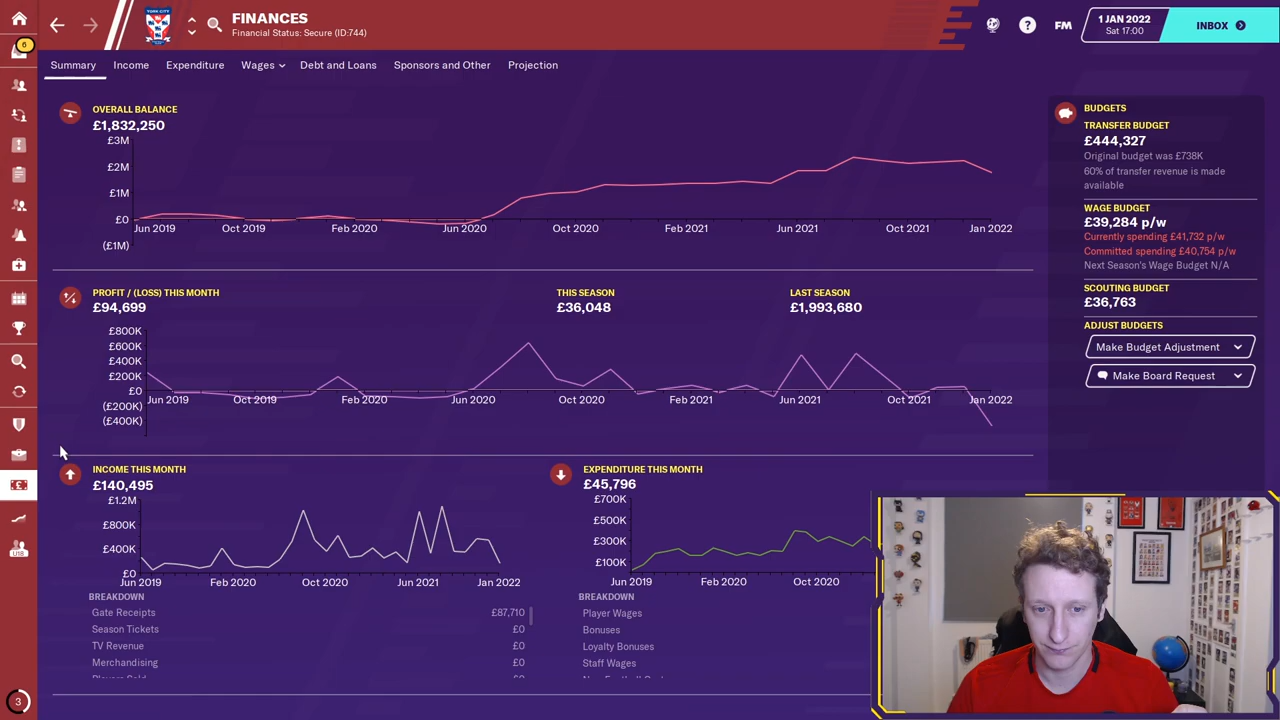 6
YORK CITY
FINANCES
Financial Status: Secure (ID:744)
?
FM
1 JAN 2022
Sat 17:00
INBOX
Summary
Income
Expenditure
Wages
Debt and Loans
Sponsors and Other
Projection
OVERALL BALANCE
£1,832,250
£3M
£2M
£1M
£0
(£1M)
Jun 2019
Oct 2019
Feb 2020
Jun 2020
Oct 2020
Feb 2021
Jun 2021
Oct 2021
Jan 2022
PROFIT / (LOSS) THIS MONTH
£94,699
THIS SEASON
£36,048
LAST SEASON
£1,993,680
£800K
£600K
£400K
£200K
£0
(£200K)
(£400K)
Jun 2019
Oct 2019
Feb 2020
Jun 2020
Oct 2020
Feb 2021
Jun 2021
Oct 2021
Jan 2022
INCOME THIS MONTH
£140,495
£1.2M
£800K
£400K
£0
Jun 2019
Feb 2020
Oct 2020
Jun 2021
Jan 2022
BREAKDOWN
Gate Receipts £87,710
Season Tickets £0
TV Revenue £0
Merchandising £0
EXPENDITURE THIS MONTH
£45,796
£700K
£500K
£300K
£100K
Jun 2019
Feb 2020
Oct 2020
BREAKDOWN
Player Wages
Bonuses
Loyalty Bonuses
Staff Wages
BUDGETS
TRANSFER BUDGET
£444,327
Original budget was £738K
60% of transfer revenue is made
available
WAGE BUDGET
£39,284 p/w
Currently spending £41,732 p/w
Committed spending £40,754 p/w
Next Season's Wage Budget N/A
SCOUTING BUDGET
£36,763
ADJUST BUDGETS
Make Budget Adjustment
Make Board Request
U18
3